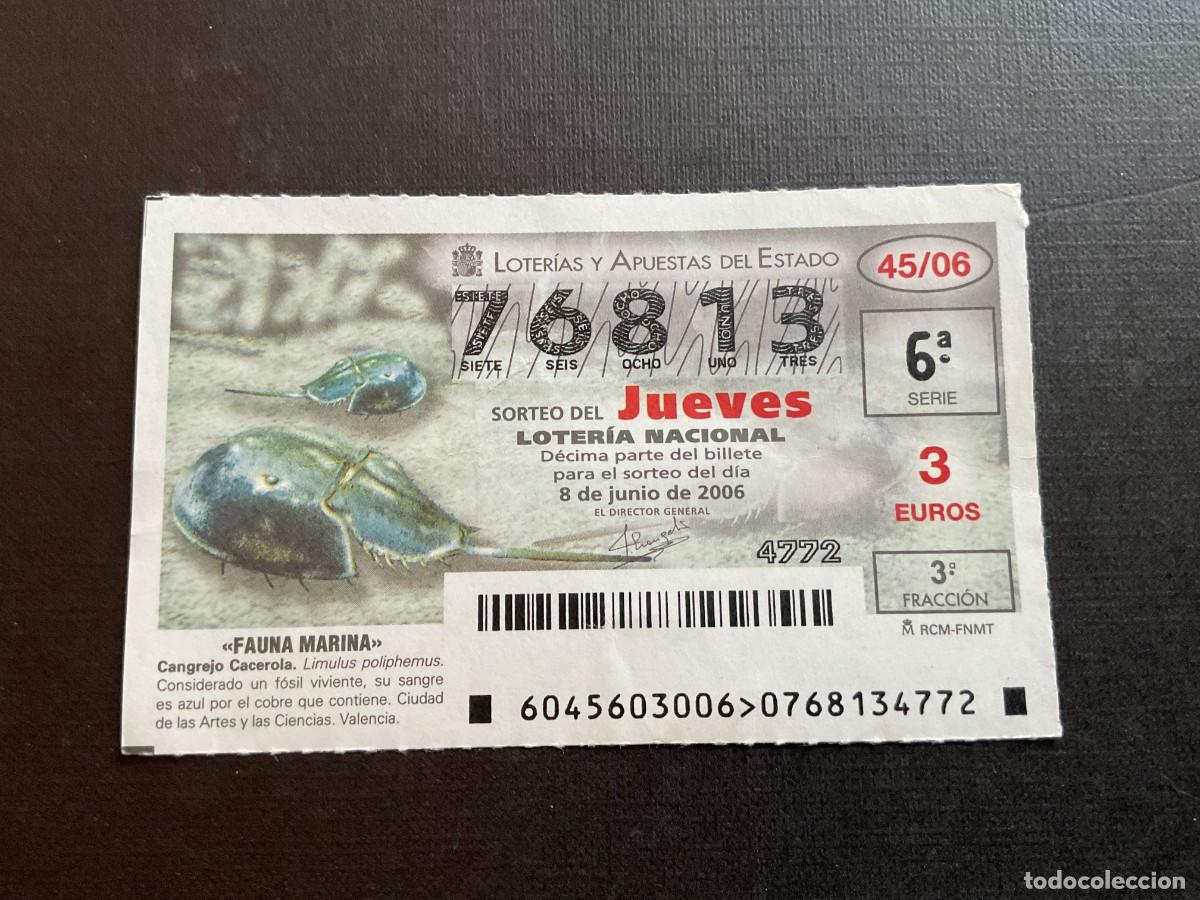 LOTERÍAS Y APUESTAS DEL ESTADO
45/06
76813
SIETE SEIS OCHO UNO TRES
6ª
SERIE
SORTEO DEL Jueves
LOTERÍA NACIONAL
Décima parte del billete
para el sorteo del día
8 de junio de 2006
EL DIRECTOR GENERAL
3
EUROS
4772
3ª
FRACCIÓN
RCM-FNMT
«FAUNA MARINA»
Cangrejo Cacerola. Limulus poliphemus.
Considerado un fósil viviente, su sangre
es azul por el cobre que contiene. Ciudad
de las Artes y las Ciencias. Valencia.
6045603006>0768134772
todocoleccion